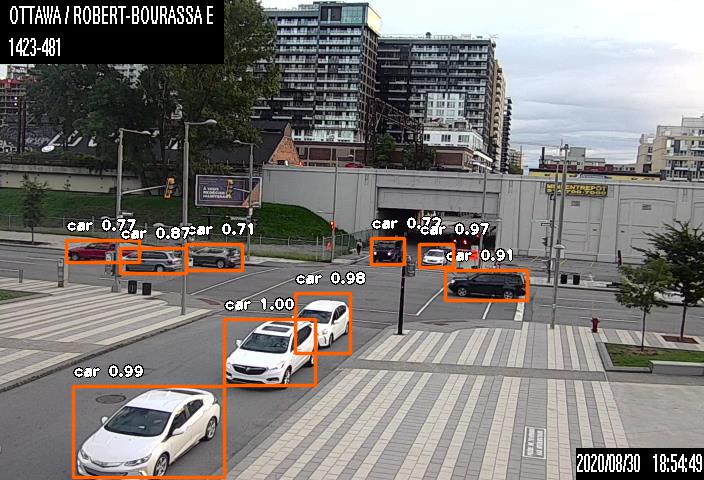 OTTAWA / ROBERT-BOURASSA E
1423-481
car 0.77
car 0.87
car 0.71
car 0.72
car 0.97
car 0.91
car 0.98
car 1.00
car 0.99
2020/08/30 18:54:49